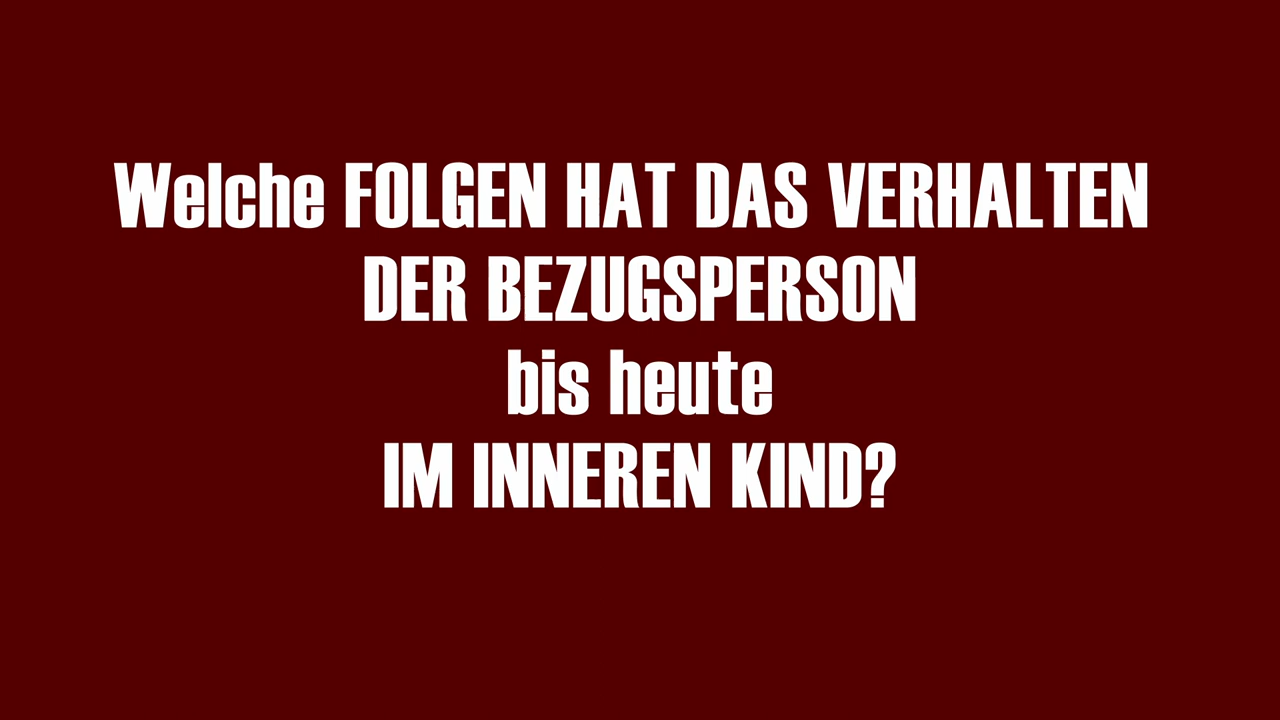 Welche FOLGEN HAT DAS VERHALTEN
DER BEZUGSPERSON
bis heute
IM INNEREN KIND?